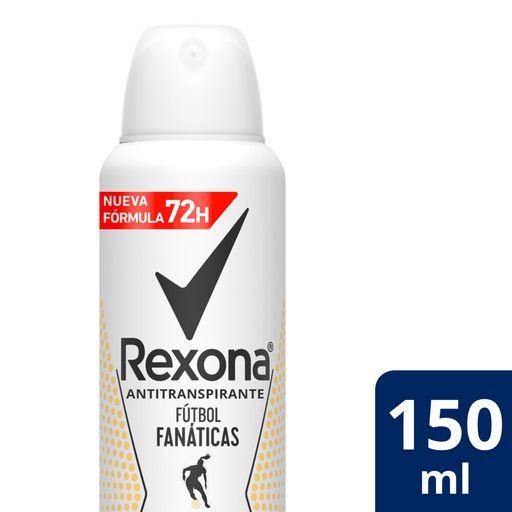 NUEVA
FÓRMULA 72H
Rexona®
ANTITRANSPIRANTE
FÚTBOL
FANÁTICAS
150
ml